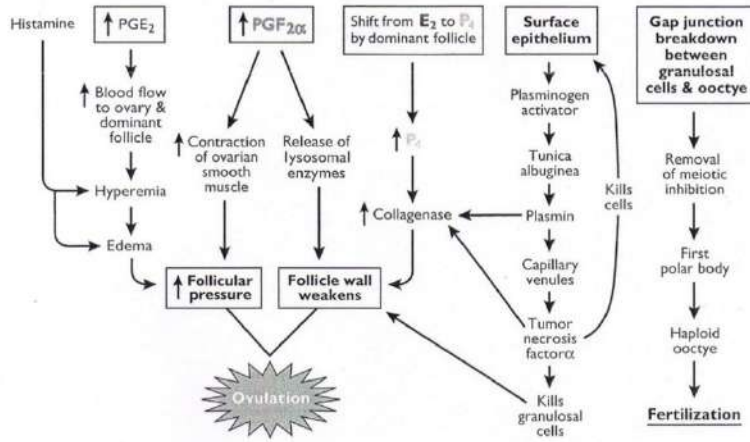 Histamine
↑ PGE2
↑ Blood flow
to ovary &
dominant
follicle
Hyperemia
Edema
↑ PGF2α
↑ Contraction
of ovarian
smooth
muscle
Release of
lysosomal
enzymes
↑ Follicular
pressure
Follicle wall
weakens
Ovulation
Shift from E2 to P4
by dominant follicle
↑ P4
↑ Collagenase
Surface
epithelium
Plasminogen
activator
Tunica
albuginea
Plasmin
Capillary
venules
Tumor
necrosis
factorα
Kills
granulosal
cells
Kills
cells
Gap junction
breakdown
between
granulosal
cells & ooctye
Removal
of meiotic
inhibition
First
polar body
Haploid
ooctye
Fertilization